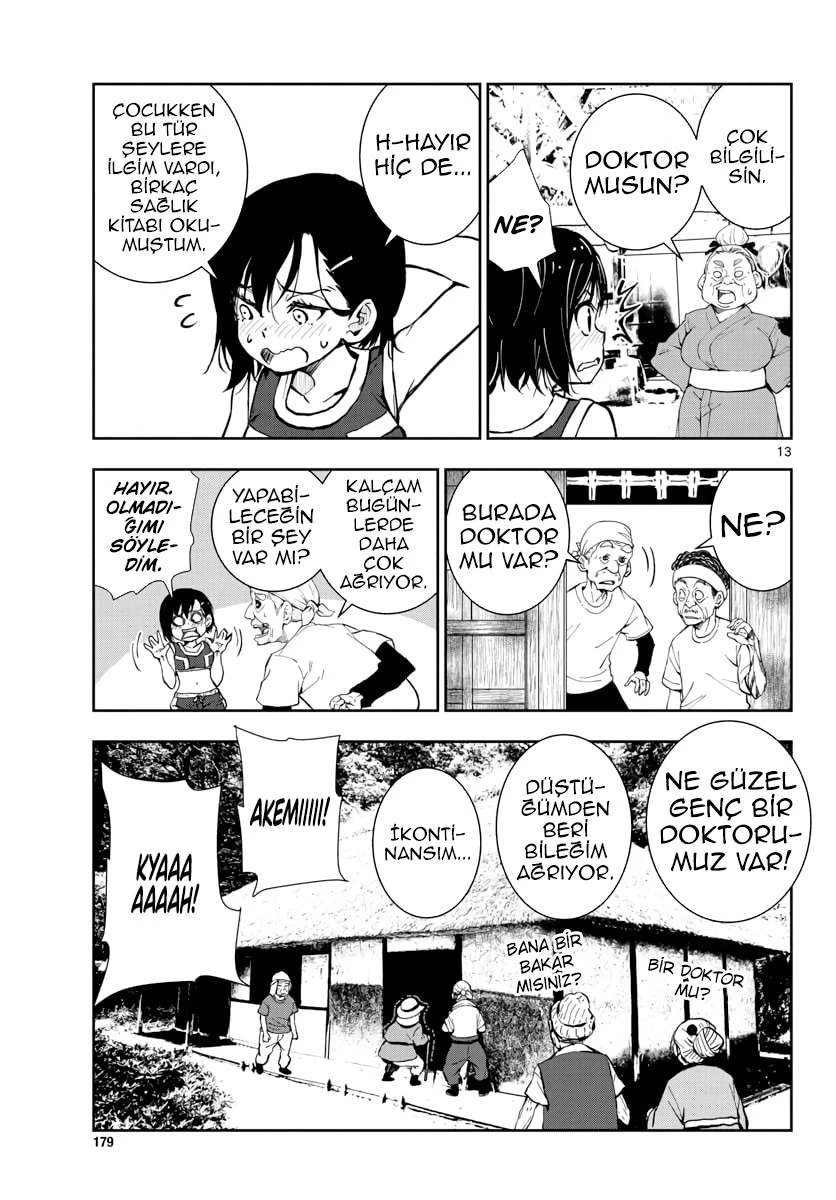 ÇOK
BİLGİLİ-
SİN.
DOKTOR
MUSUN?
NE?
H-HAYIR
HİÇ DE...
ÇOCUKKEN
BU TÜR
ŞEYLERE
İLGİM VARDI,
BİRKAÇ
SAĞLIK
KİTABI OKU-
MUŞTUM.
13
NE?
BURADA
DOKTOR
MU VAR?
KALÇAM
BUGÜN-
LERDE
DAHA
ÇOK
AĞRIYOR.
YAPABİ-
LECEĞİN
BİR ŞEY
VAR MI?
HAYIR.
OLMADI-
ĞIMI
SÖYLE-
DİM.
NE GÜZEL
GENÇ BİR
DOKTORU-
MUZ VAR!
DÜŞTÜ-
ĞÜMDEN
BERİ
BİLEĞİM
AĞRIYOR.
İKONTİ-
NANSIM...
AKEMIIIII!
KYAAA
AAAAH!
BİR DOKTOR
MU?
BANA BİR
BAKAR
MISINIZ?
179